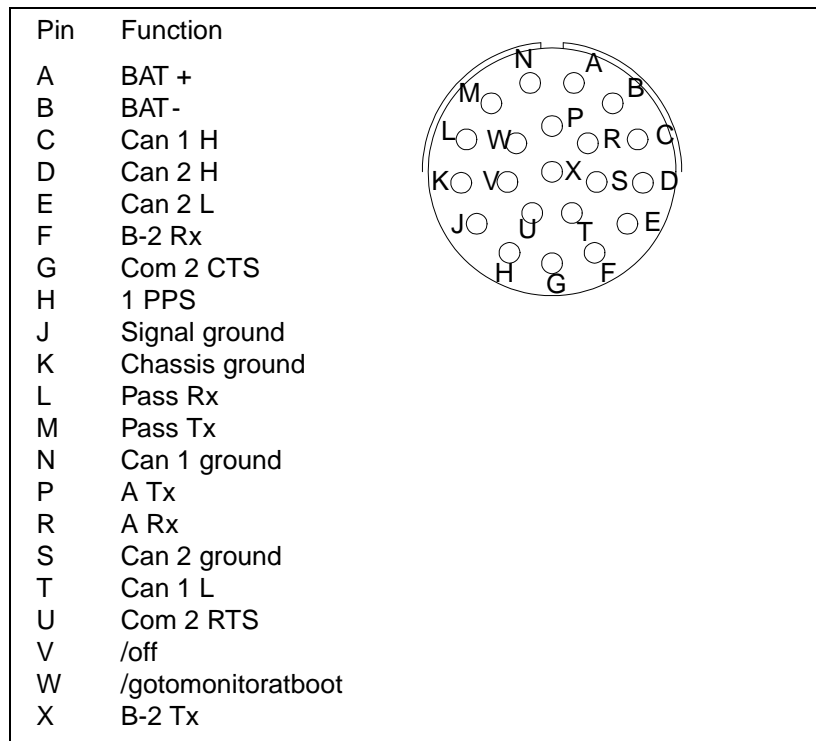 Pin Function
A BAT +
B BAT-
C Can 1 H
D Can 2 H
E Can 2 L
F B-2 Rx
G Com 2 CTS
H 1 PPS
J Signal ground
K Chassis ground
L Pass Rx
M Pass Tx
N Can 1 ground
P A Tx
R A Rx
S Can 2 ground
T Can 1 L
U Com 2 RTS
V /off
W /gotomonitoratboot
X B-2 Tx
N A
M B
P
L W R C
X
K V S D
J U T E
H G F